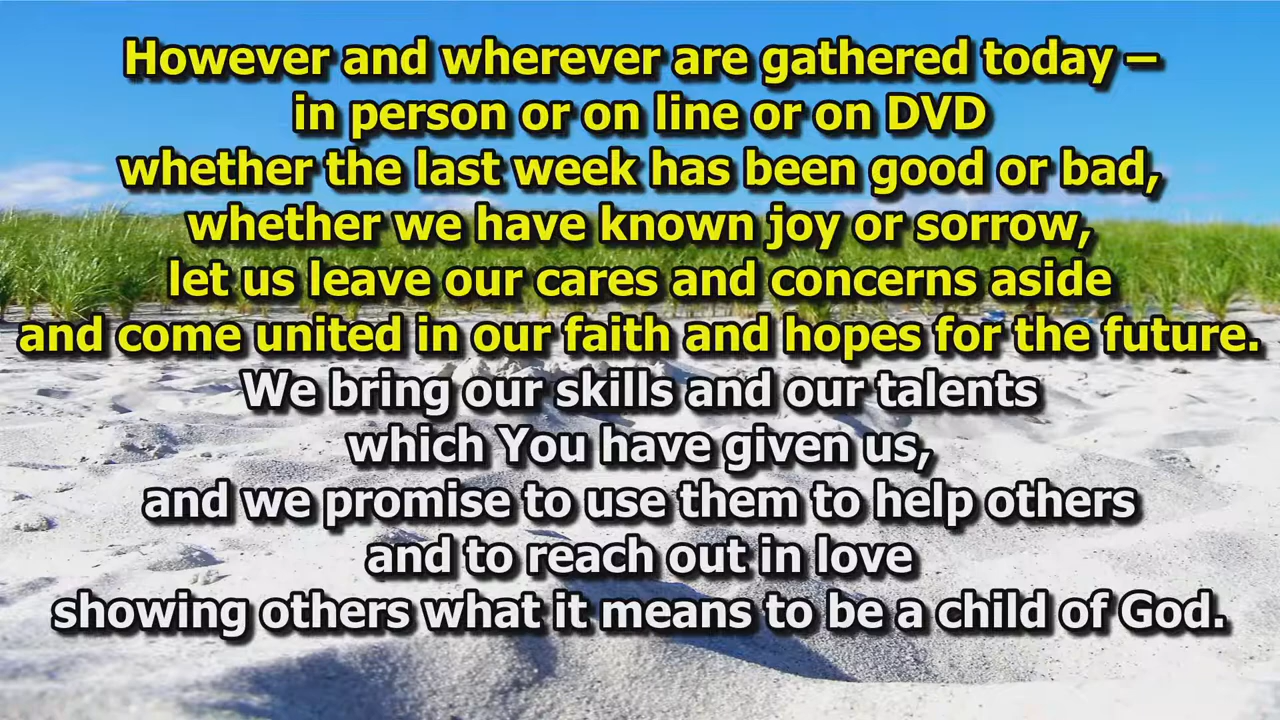 However and wherever are gathered today –
in person or on line or on DVD
whether the last week has been good or bad,
whether we have known joy or sorrow,
let us leave our cares and concerns aside
and come united in our faith and hopes for the future.
We bring our skills and our talents
which You have given us,
and we promise to use them to help others
and to reach out in love
showing others what it means to be a child of God.